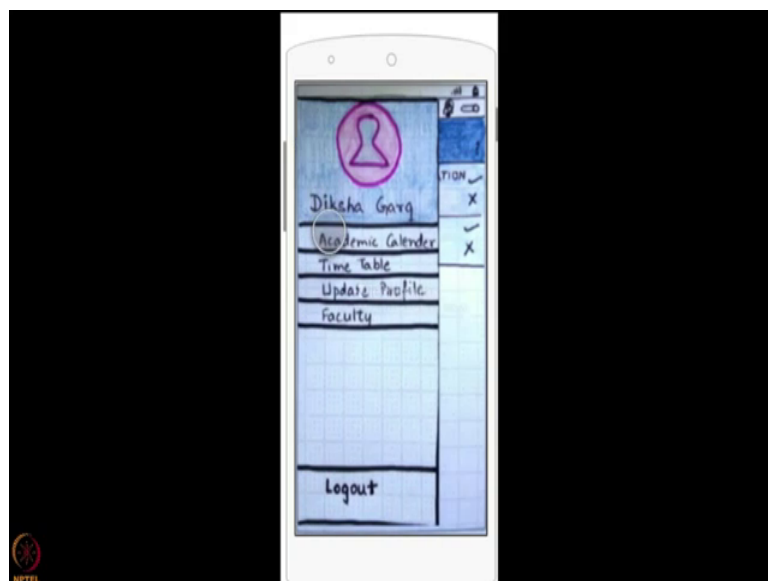 TION
Diksha Garg
Academic Calender
Time Table
Update Profile
Faculty
Logout
NPTEL